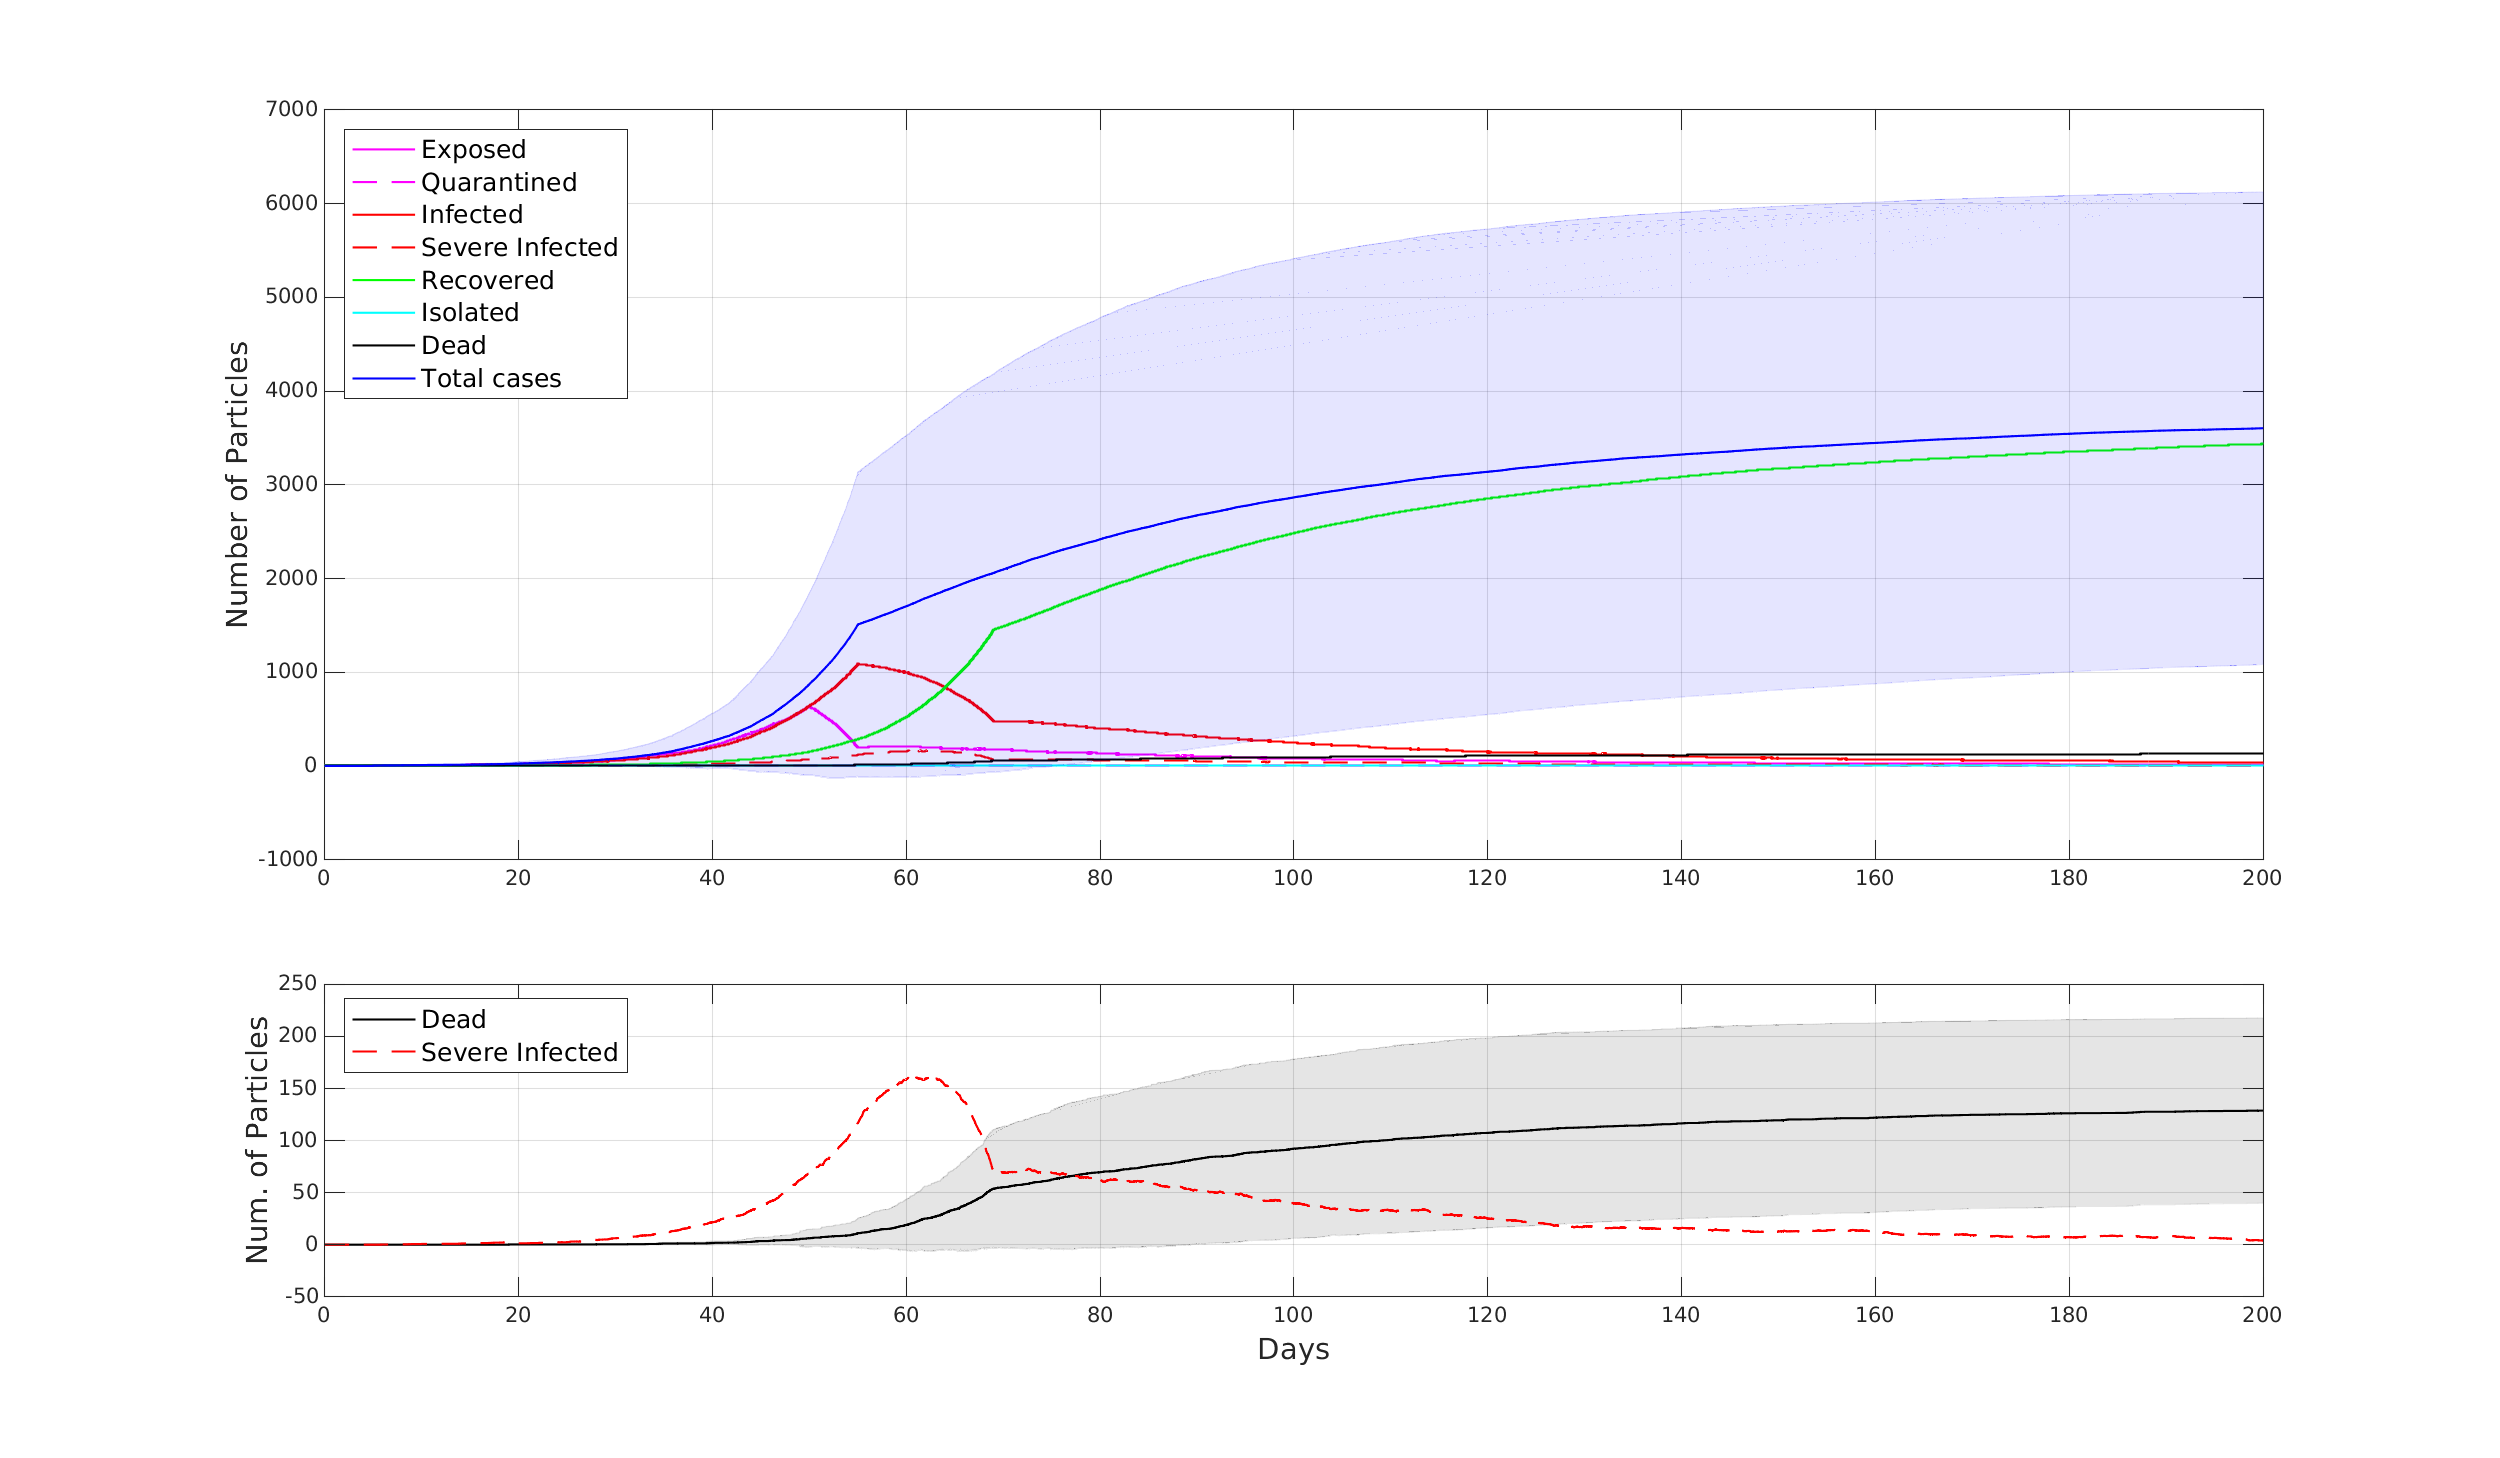 7000
6000
5000
4000
3000
2000
1000
0
-1000
Number of Particles
Exposed
Quarantined
Infected
Severe Infected
Recovered
Isolated
Dead
Total cases
0 20 40 60 80 100 120 140 160 180 200
250
200
150
100
50
0
-50
Num. of Particles
Dead
Severe Infected
0 20 40 60 80 100 120 140 160 180 200
Days